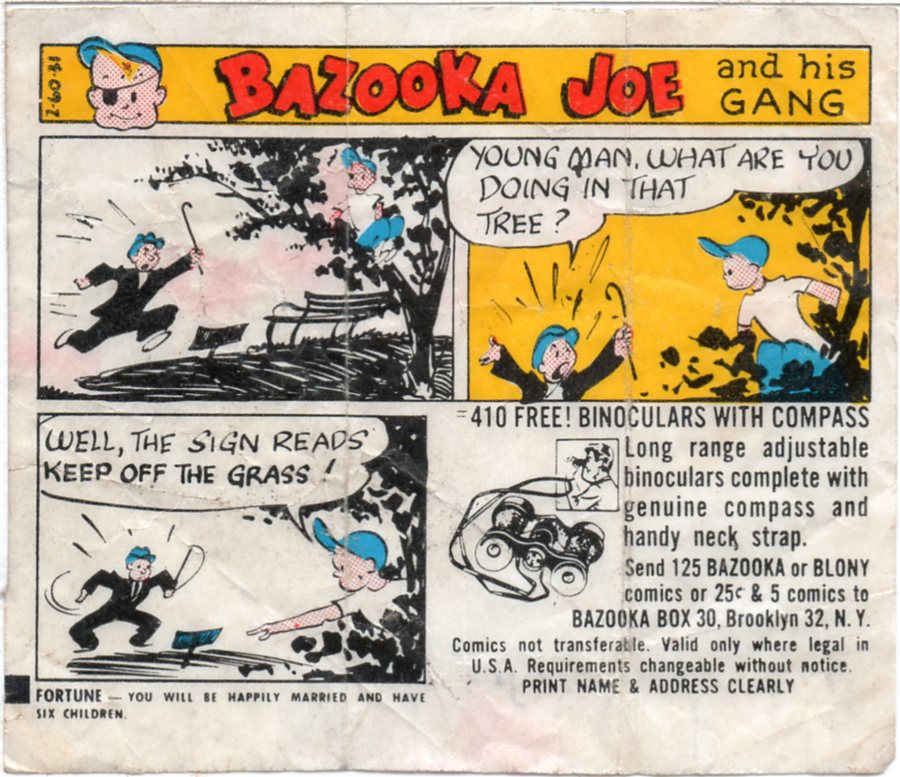 BAZOOKA JOE
and his
GANG
YOUNG MAN, WHAT ARE YOU
DOING IN THAT
TREE?
WELL, THE SIGN READS
KEEP OFF THE GRASS!
FORTUNE — YOU WILL BE HAPPILY MARRIED AND HAVE
SIX CHILDREN.
410 FREE! BINOCULARS WITH COMPASS
Long range adjustable
binoculars complete with
genuine compass and
handy neck strap.
Send 125 BAZOOKA or BLONY
comics or 25¢ & 5 comics to
BAZOOKA BOX 30, Brooklyn 32, N. Y.
Comics not transferable. Valid only where legal in
U.S.A. Requirements changeable without notice.
PRINT NAME & ADDRESS CLEARLY